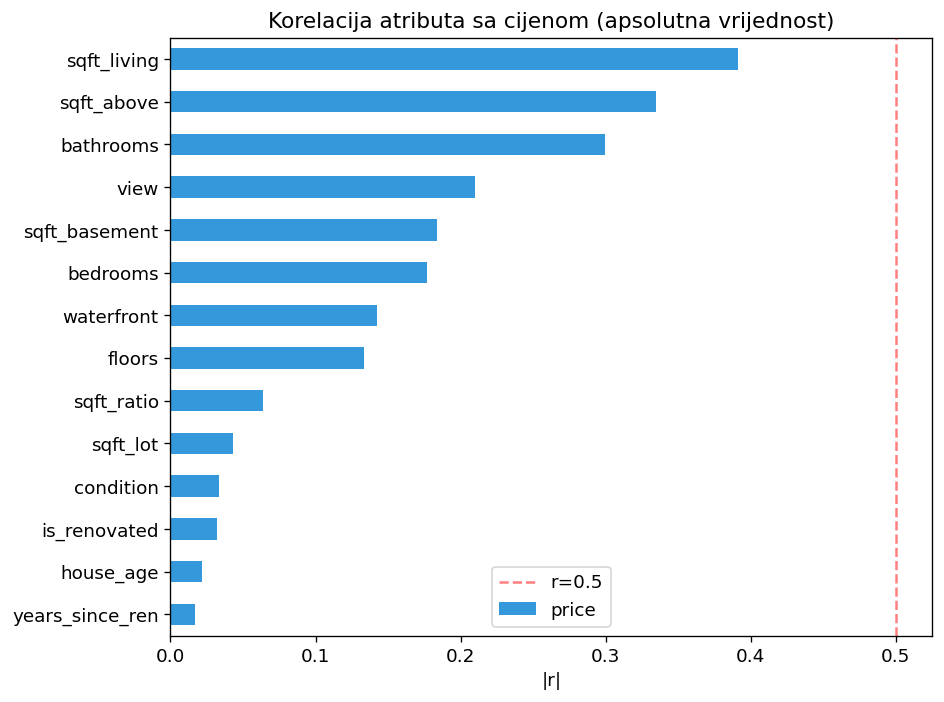 Korelacija atributa sa cijenom (apsolutna vrijednost)
sqft_living
sqft_above
bathrooms
view
sqft_basement
bedrooms
waterfront
floors
sqft_ratio
sqft_lot
condition
is_renovated
house_age
years_since_ren
r=0.5
price
0.0 0.1 0.2 0.3 0.4 0.5
|r|